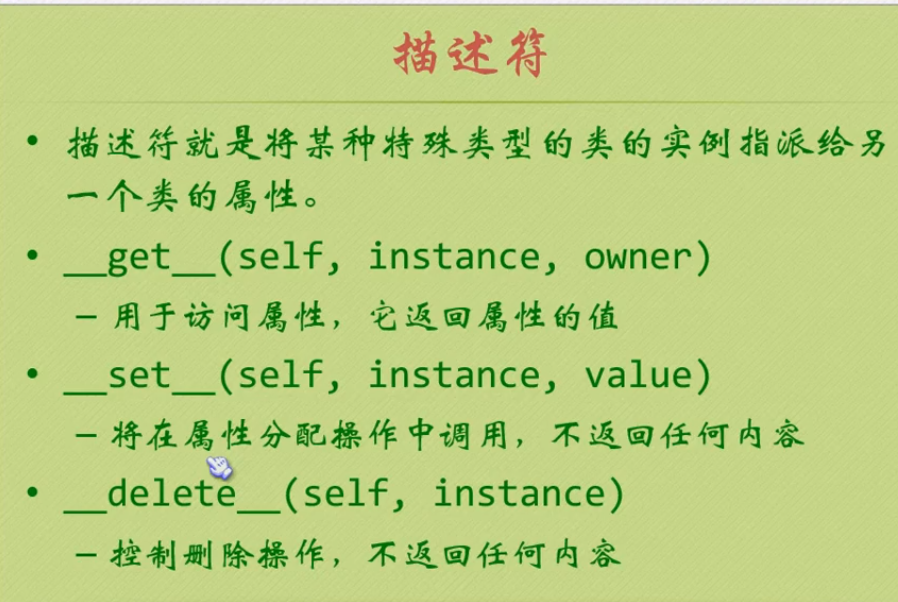 描述符
• 描述符就是将某种特殊类型的类的实例指派给另
一个类的属性。
• __get__(self, instance, owner)
– 用于访问属性，它返回属性的值
• __set__(self, instance, value)
– 将在属性分配操作中调用，不返回任何内容
• __delete__(self, instance)
– 控制删除操作，不返回任何内容